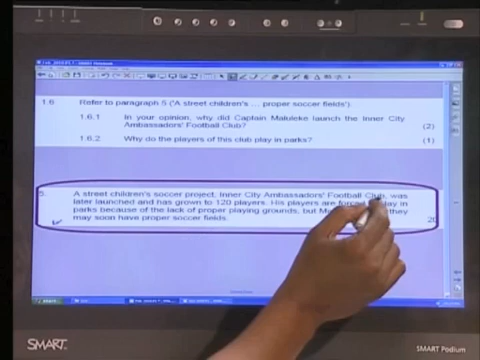 1.6 Refer to paragraph 5 ('A street children's ... proper soccer fields').
1.6.1 In your opinion, why did Captain Maluleke launch the Inner City
Ambassadors' Football Club? (2)
1.6.2 Why do the players of this club play in parks? (1)
5 A street children's soccer project, Inner City Ambassadors' Football Club, was
later launched and has grown to 120 players. His players are forced play in
parks because of the lack of proper playing grounds, but they
may soon have proper soccer fields. 20
SMART
SMART Podium